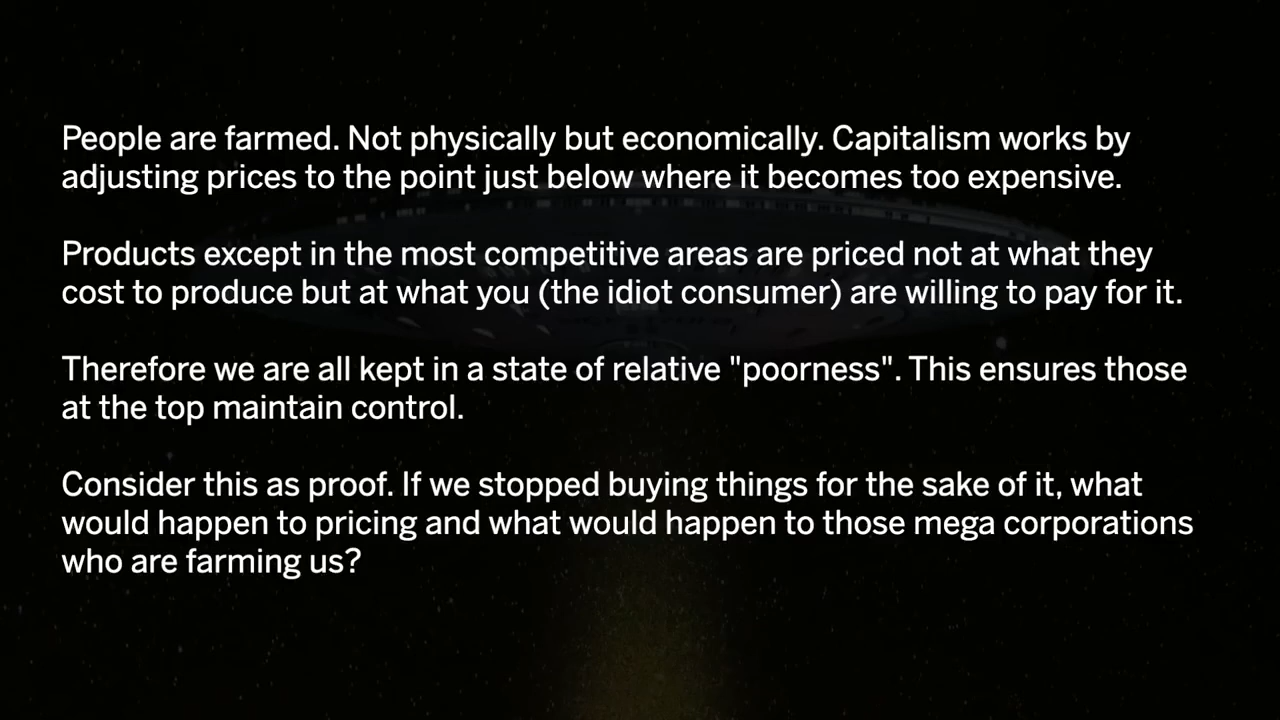 People are farmed. Not physically but economically. Capitalism works by
adjusting prices to the point just below where it becomes too expensive.
Products except in the most competitive areas are priced not at what they
cost to produce but at what you (the idiot consumer) are willing to pay for it.
Therefore we are all kept in a state of relative "poorness". This ensures those
at the top maintain control.
Consider this as proof. If we stopped buying things for the sake of it, what
would happen to pricing and what would happen to those mega corporations
who are farming us?